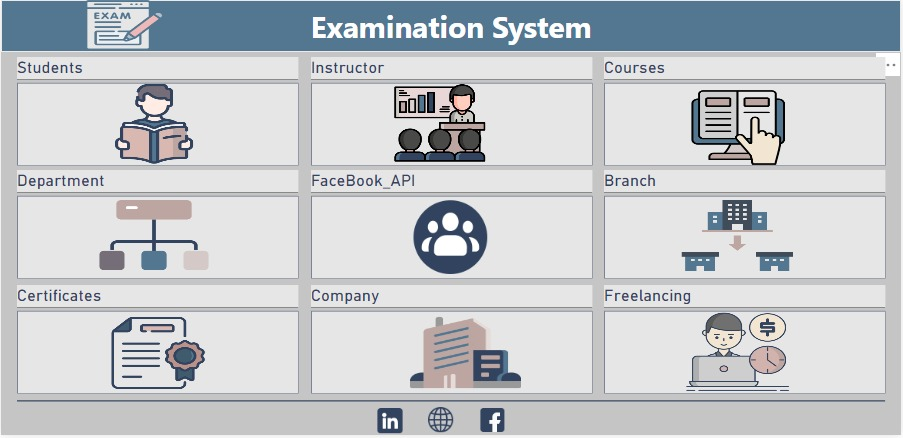 EXAM
Examination System
Students
Instructor
Courses
Department
FaceBook_API
Branch
Certificates
Company
Freelancing
$
in
f